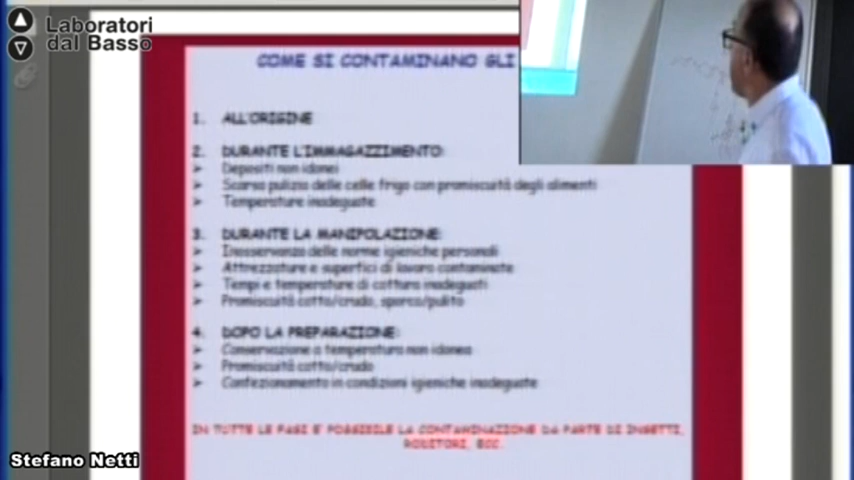 Laboratori
dal Basso
COME SI CONTAMINANO GLI
1. ALL'ORIGINE
2. DURANTE L'IMMAGAZZIMENTO:
Depositi non idonei
Scarsa pulizia delle celle frigo con promiscuità degli alimenti
Temperature inadeguate
3. DURANTE LA MANIPOLAZIONE:
Inosservanza delle norme igieniche personali
Attrezzature e superfici di lavoro contaminate
Tempi e temperature di cottura inadeguati
Promiscuità cotto/crudo, sporco/pulito
4. DOPO LA PREPARAZIONE:
Conservazione a temperatura non idonea
Promiscuità cotto/crudo
Confezionamento in condizioni igieniche inadeguate
IN TUTTE LE FASI E' POSSIBILE LA CONTAMINAZIONE DA PARTE DI INSETTI,
RODITORI, ECC.
Stefano Netti